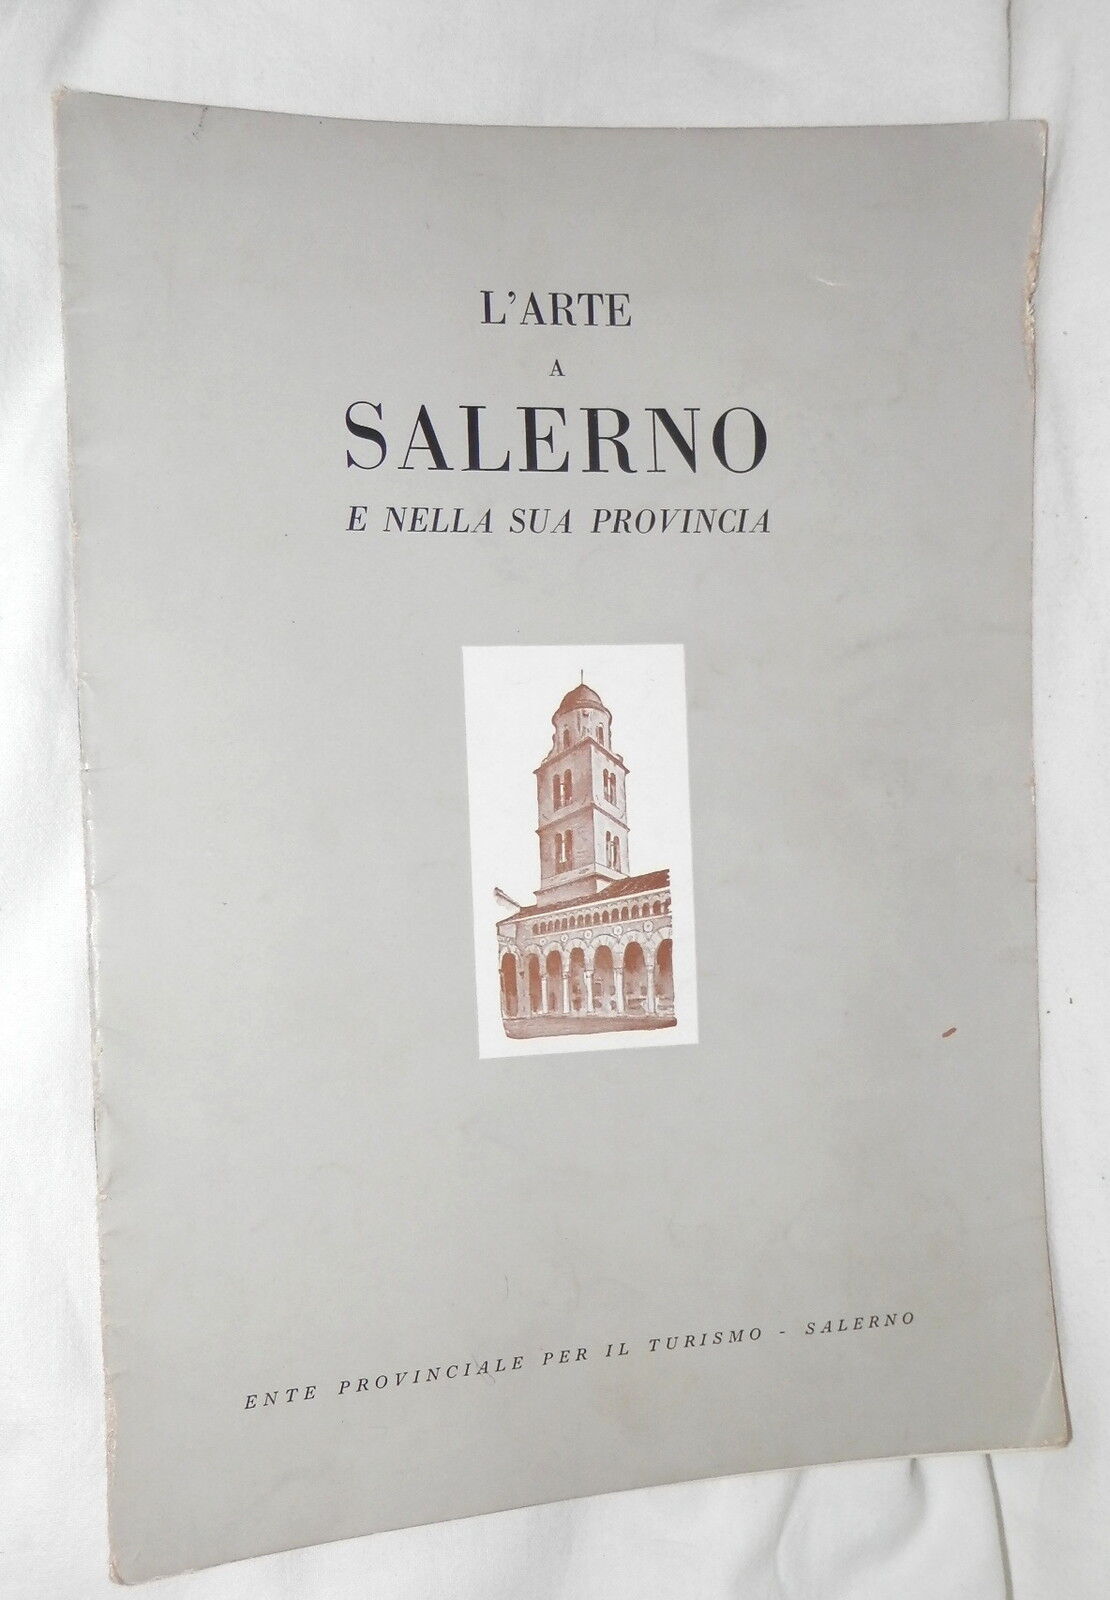 L'ARTE
A
SALERNO
E NELLA SUA PROVINCIA
ENTE PROVINCIALE PER IL TURISMO - SALERNO